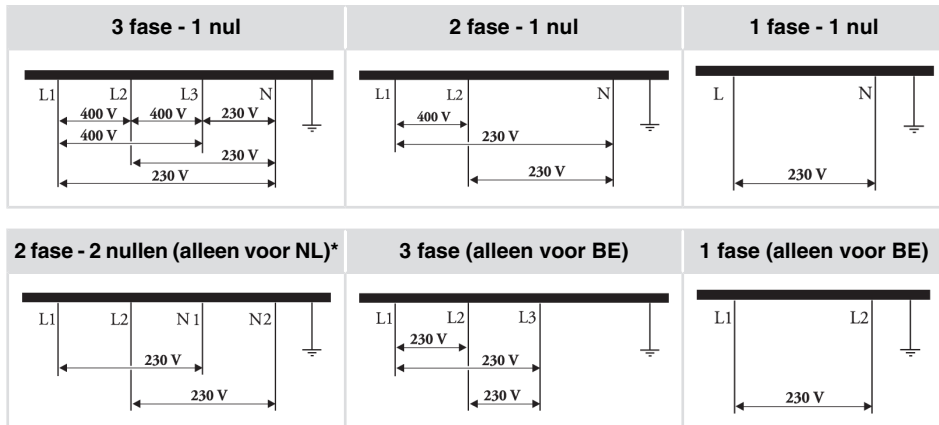 3 fase - 1 nul
2 fase - 1 nul
1 fase - 1 nul
L1 L2 L3 N
400 V 400 V 230 V
400 V
230 V
230 V
L1 L2 N
400 V
230 V
230 V
L N
230 V
2 fase - 2 nullen (alleen voor NL)*
3 fase (alleen voor BE)
1 fase (alleen voor BE)
L1 L2 N1 N2
230 V
230 V
L1 L2 L3
230 V
230 V
230 V
L1 L2
230 V